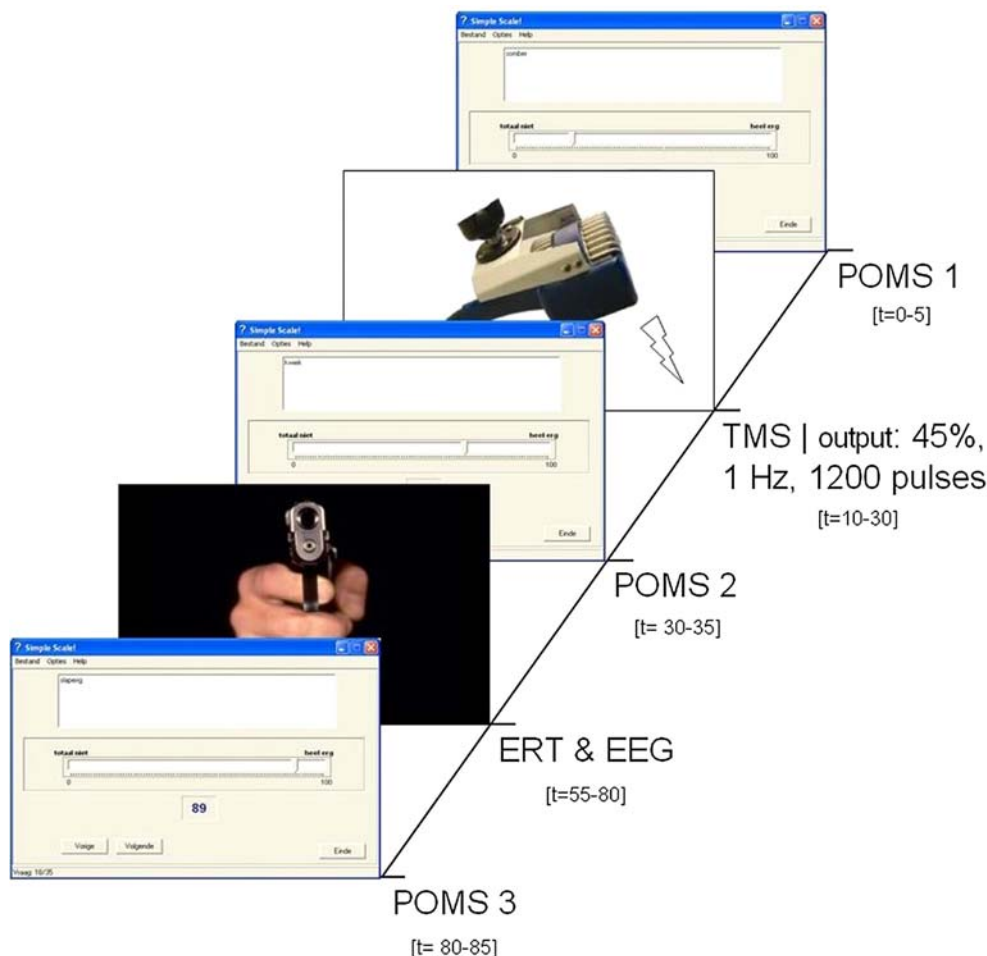 ? Simple Scale!
Bestand Opties Help
somber
totaal niet heel erg
0 100
Einde
POMS 1
[t=0-5]
TMS | output: 45%,
1 Hz, 1200 pulses
[t=10-30]
? Simple Scale!
Bestand Opties Help
kwiek
totaal niet heel erg
0 100
Einde
POMS 2
[t= 30-35]
ERT & EEG
[t=55-80]
? Simple Scale!
Bestand Opties Help
slaperig
totaal niet heel erg
0 100
89
Vorige Volgende Einde
Vraag: 18/35
POMS 3
[t= 80-85]